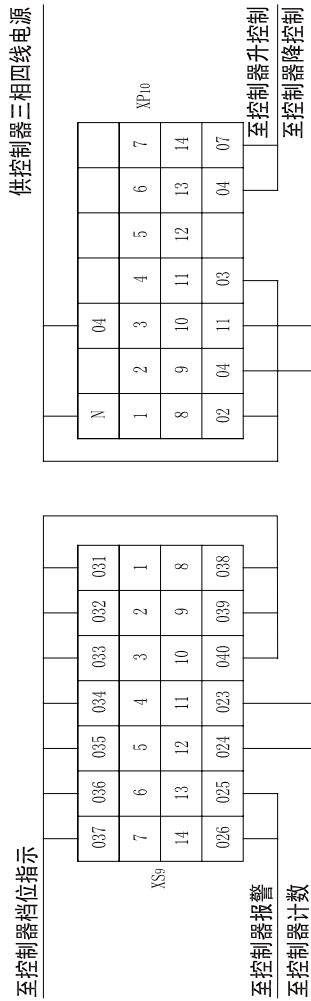 至控制器档位指示
037 036 035 034 033 032 031
XS9 7 6 5 4 3 2 1
14 13 12 11 10 9 8
026 025 024 023 040 039 038
至控制器报警
至控制器计数
供控制器三相四线电源
N 04
1 2 3 4 5 6 7 XP10
8 9 10 11 12 13 14
02 04 11 03 04 07
至控制器升控制
至控制器降控制